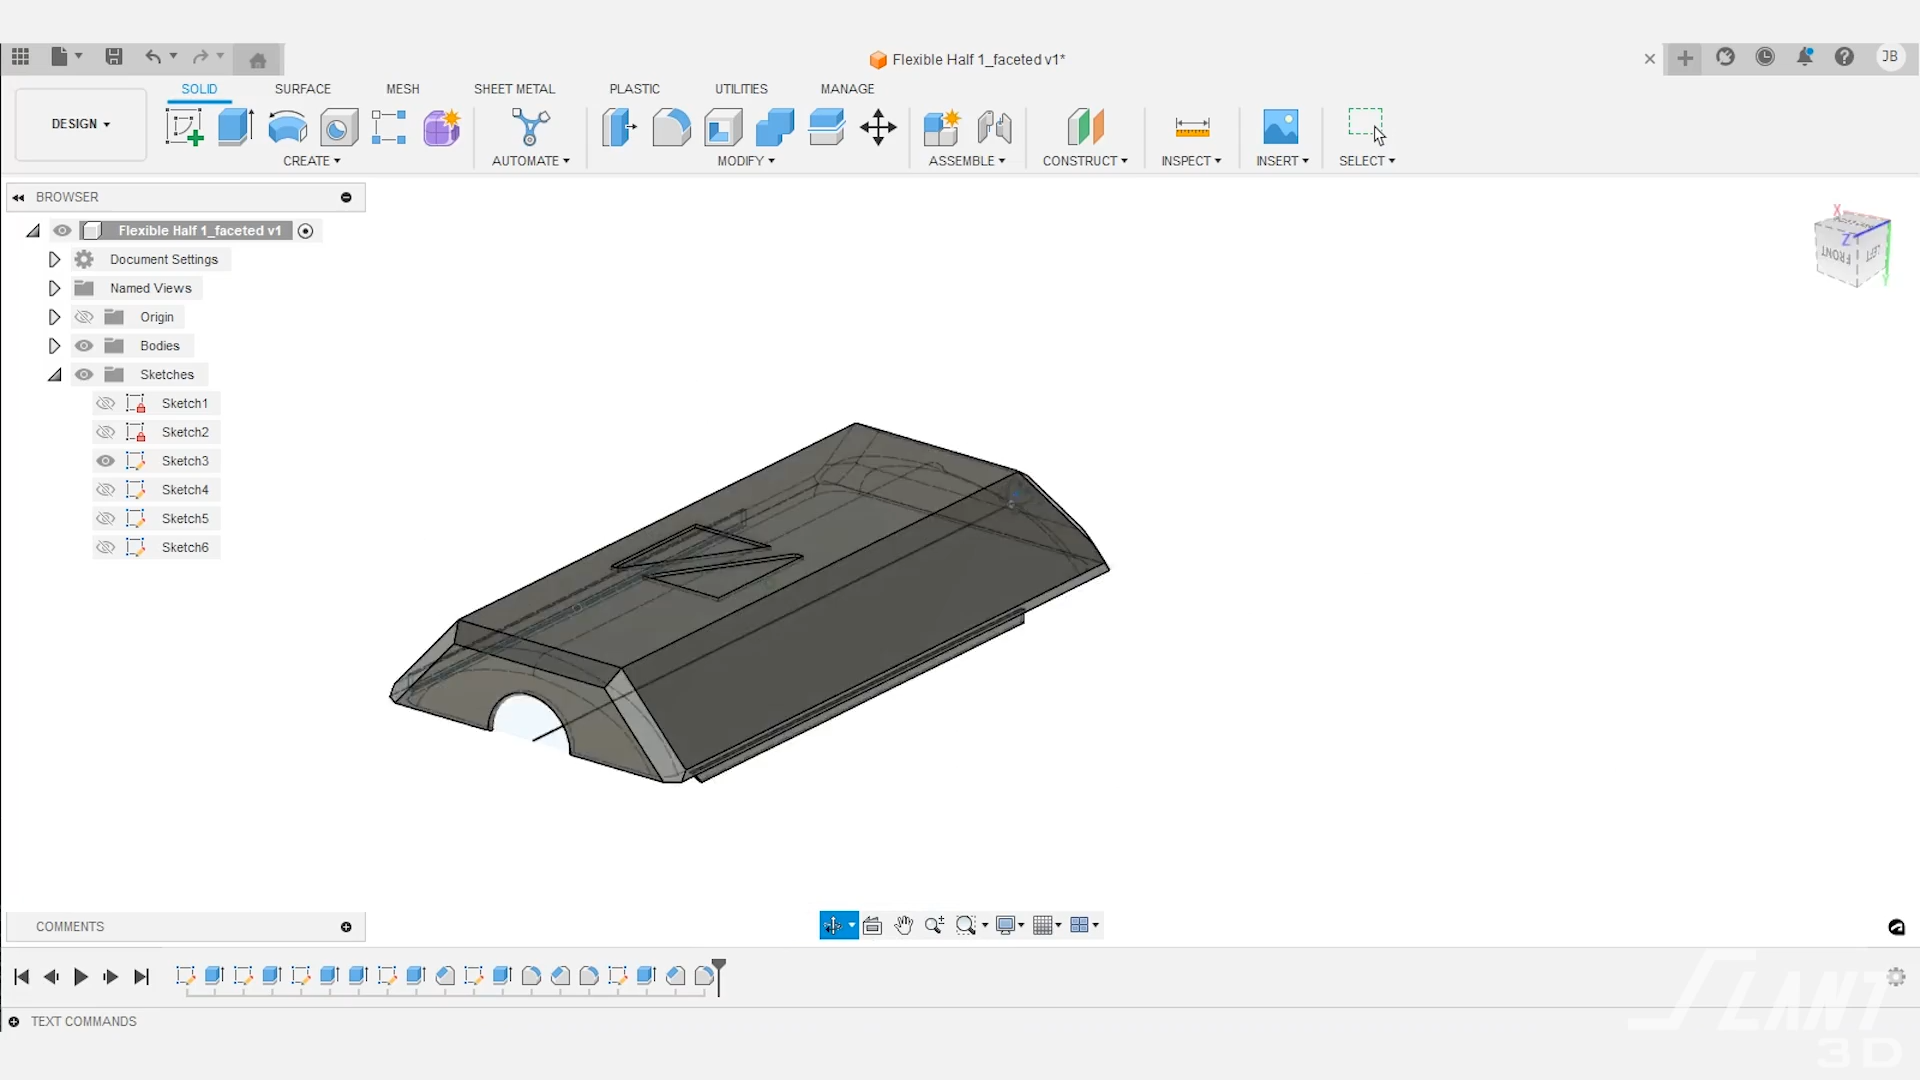 Flexible Half 1_faceted v1*
JB
SOLID
SURFACE
MESH
SHEET METAL
PLASTIC
UTILITIES
MANAGE
DESIGN
CREATE
AUTOMATE
MODIFY
ASSEMBLE
CONSTRUCT
INSPECT
INSERT
SELECT
BROWSER
Flexible Half 1_faceted v1
Document Settings
Named Views
Origin
Bodies
Sketches
Sketch1
Sketch2
Sketch3
Sketch4
Sketch5
Sketch6
X
Z
FRONT
LEFT
COMMENTS
TEXT COMMANDS
SLANT
3D